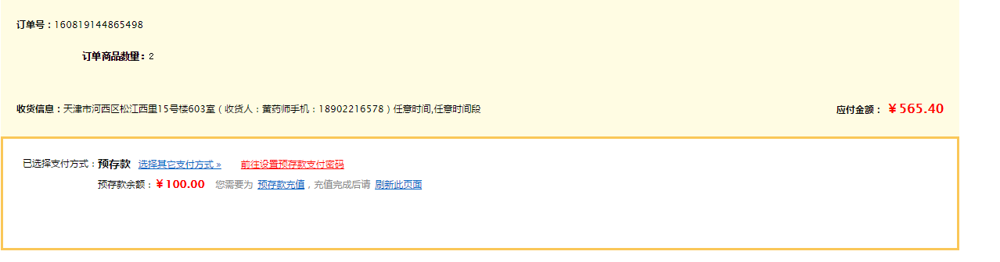 订单号：160819144865498
订单商品数量：2
收货信息：天津市河西区松江西里15号楼603室（收货人：黄药师手机：18902216578）任意时间,任意时间段 应付金额：￥565.40
已选择支付方式：预存款 选择其它支付方式 » 前往设置预存款支付密码
预存款余额：￥100.00 您需要为 预存款充值，充值完成后请 刷新此页面